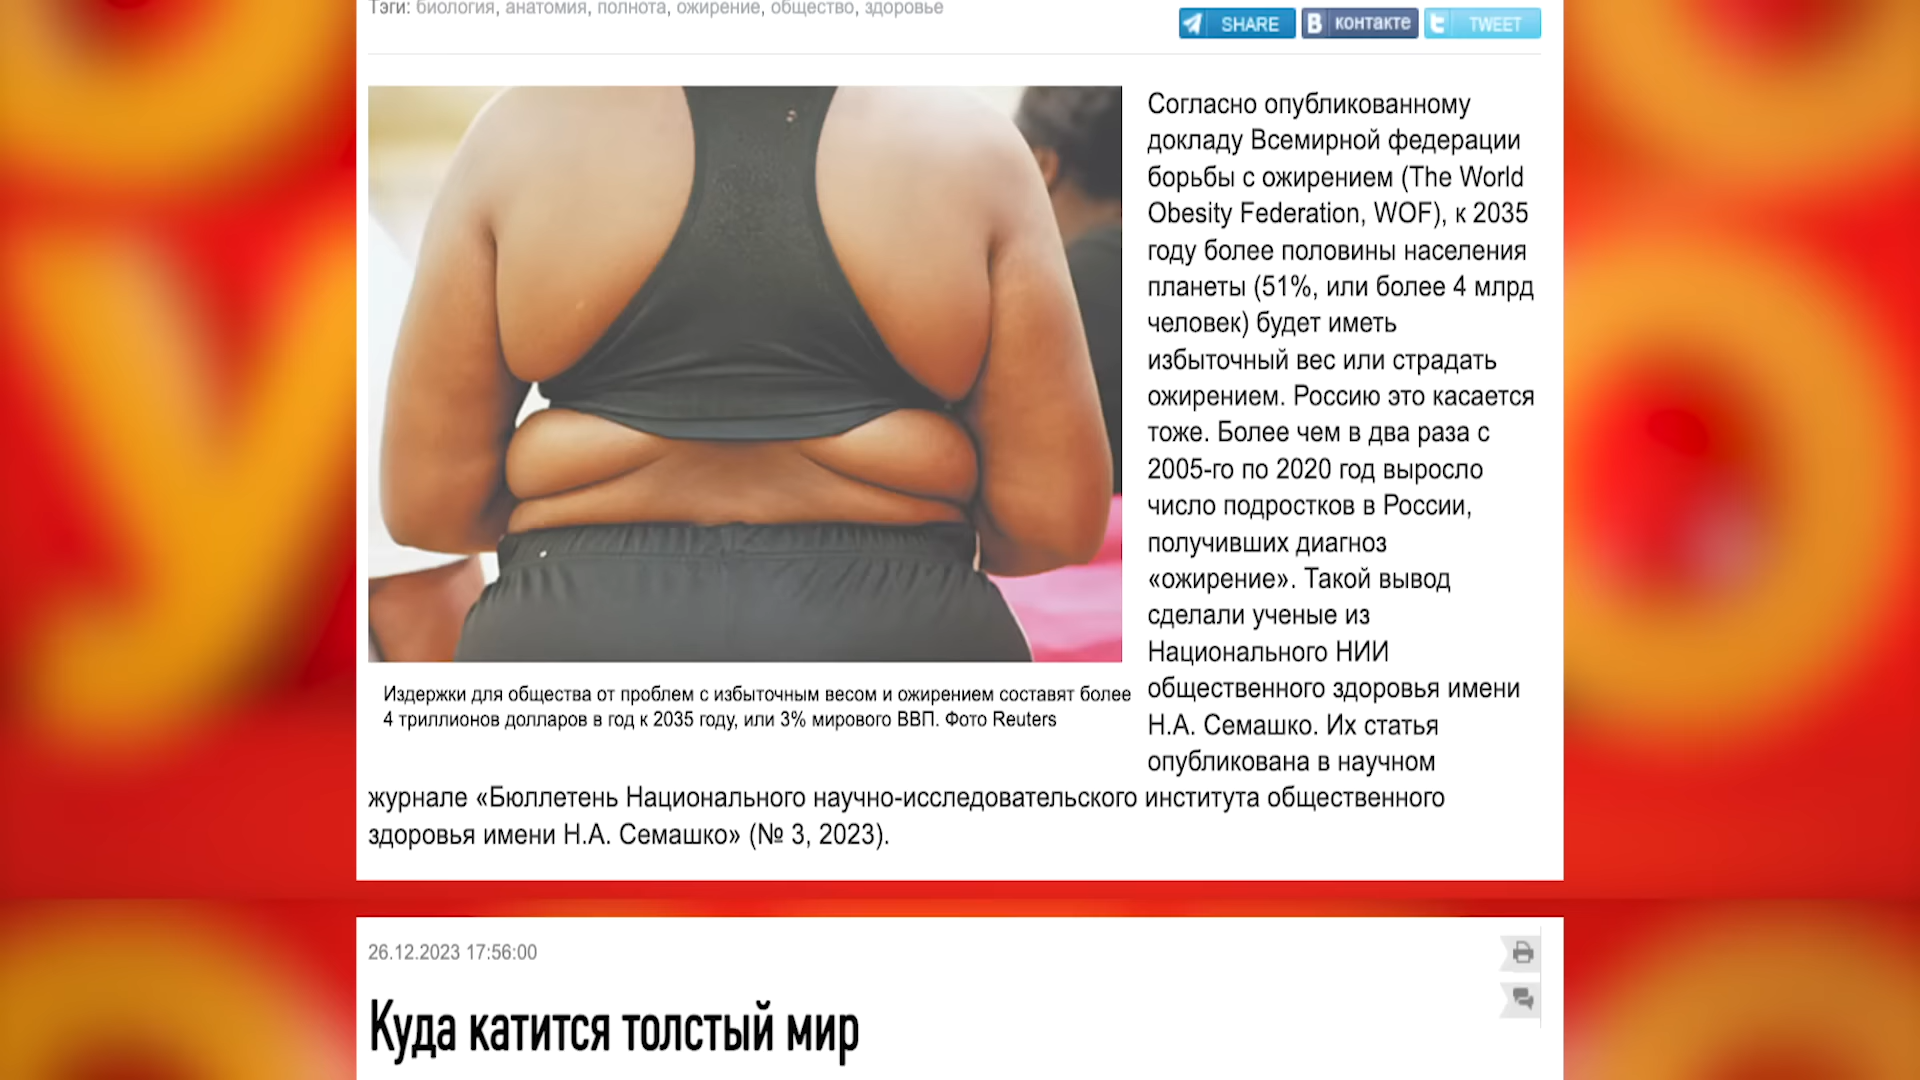 Тэги: биология, анатомия, полнота, ожирение, общество, здоровье
SHARE
В контакте
TWEET
Согласно опубликованному
докладу Всемирной федерации
борьбы с ожирением (The World
Obesity Federation, WOF), к 2035
году более половины населения
планеты (51%, или более 4 млрд
человек) будет иметь
избыточный вес или страдать
ожирением. Россию это касается
тоже. Более чем в два раза с
2005-го по 2020 год выросло
число подростков в России,
получивших диагноз
«ожирение». Такой вывод
сделали ученые из
Национального НИИ
общественного здоровья имени
Н.А. Семашко. Их статья
опубликована в научном
журнале «Бюллетень Национального научно-исследовательского института общественного
здоровья имени Н.А. Семашко» (№ 3, 2023).
Издержки для общества от проблем с избыточным весом и ожирением составят более
4 триллионов долларов в год к 2035 году, или 3% мирового ВВП. Фото Reuters
26.12.2023 17:56:00
Куда катится толстый мир